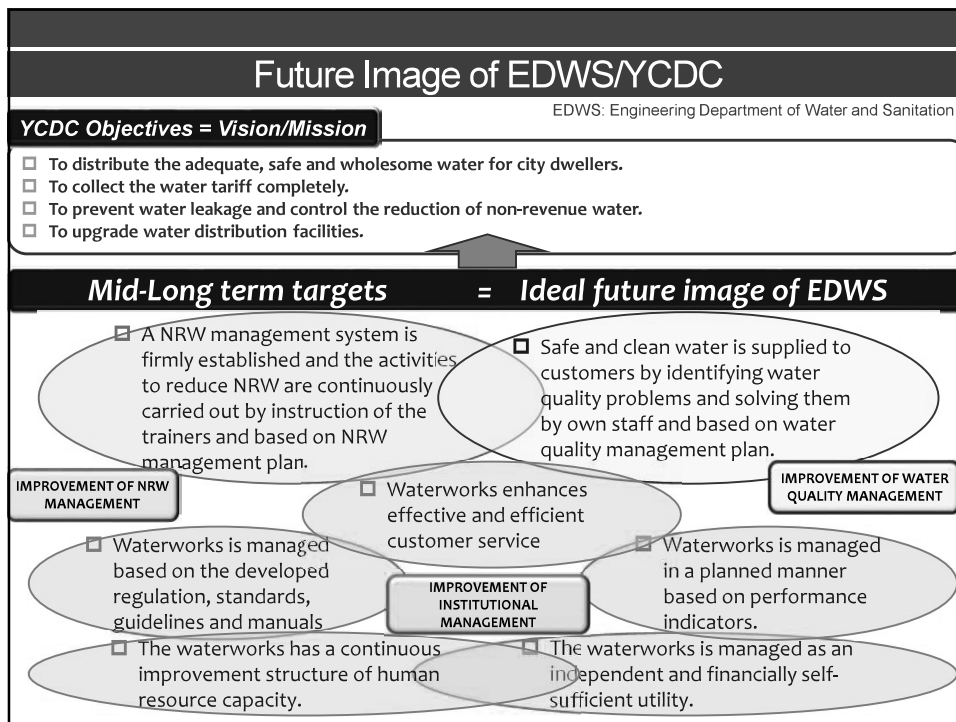 Future Image of EDWS/YCDC
EDWS: Engineering Department of Water and Sanitation
YCDC Objectives = Vision/Mission
To distribute the adequate, safe and wholesome water for city dwellers.
To collect the water tariff completely.
To prevent water leakage and control the reduction of non-revenue water.
To upgrade water distribution facilities.
Mid-Long term targets = Ideal future image of EDWS
A NRW management system is
firmly established and the activities
to reduce NRW are continuously
carried out by instruction of the
trainers and based on NRW
management plan.
Safe and clean water is supplied to
customers by identifying water
quality problems and solving them
by own staff and based on water
quality management plan.
IMPROVEMENT OF NRW
MANAGEMENT
IMPROVEMENT OF WATER
QUALITY MANAGEMENT
Waterworks enhances
effective and efficient
customer service
Waterworks is managed
based on the developed
regulation, standards,
guidelines and manuals
IMPROVEMENT OF
INSTITUTIONAL
MANAGEMENT
Waterworks is managed
in a planned manner
based on performance
indicators.
The waterworks has a continuous
improvement structure of human
resource capacity.
The waterworks is managed as an
independent and financially self-
sufficient utility.